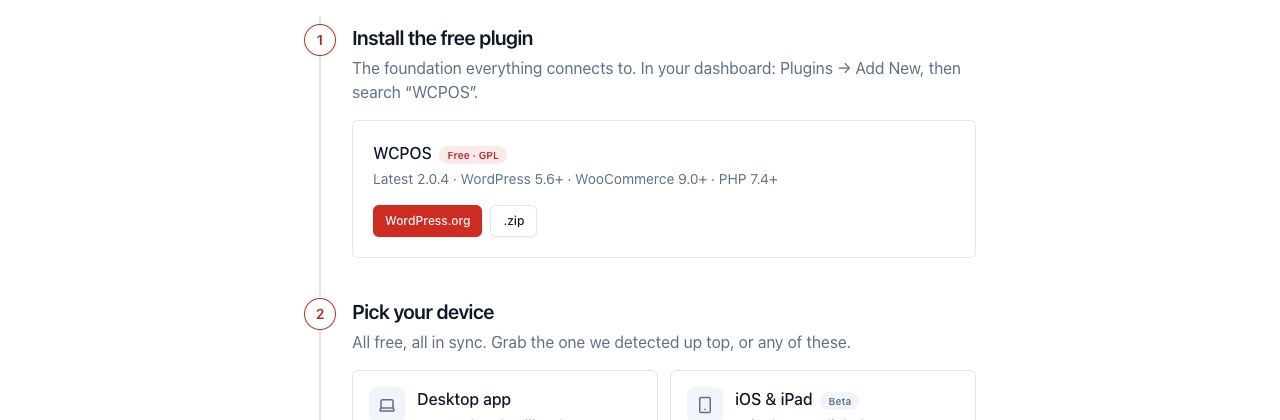 1
Install the free plugin
The foundation everything connects to. In your dashboard: Plugins → Add New, then
search “WCPOS”.
WCPOS
Free · GPL
Latest 2.0.4 · WordPress 5.6+ · WooCommerce 9.0+ · PHP 7.4+
WordPress.org
.zip
2
Pick your device
All free, all in sync. Grab the one we detected up top, or any of these.
Desktop app
iOS & iPad
Beta